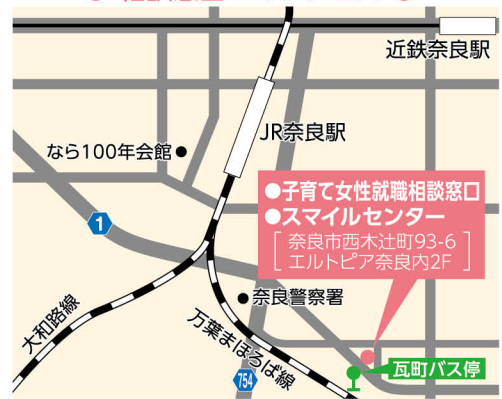 近鉄奈良駅
JR奈良駅
なら100年会館
●子育て女性就職相談窓口
●スマイルセンター
奈良市西木辻町93-6
エルトピア奈良内2F
1
奈良警察署
大和路線
万葉まほろば線
754
瓦町バス停